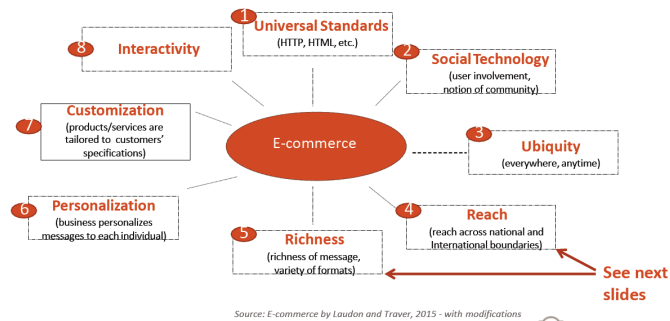 1
Universal Standards
(HTTP, HTML, etc.)
2
Social Technology
(user involvement,
notion of community)
3
Ubiquity
(everywhere, anytime)
4
Reach
(reach across national and
International boundaries)
5
Richness
(richness of message,
variety of formats)
6
Personalization
(business personalizes
messages to each individual)
7
Customization
(products/services are
tailored to customers'
specifications)
8
Interactivity
E-commerce
See next
slides
Source: E-commerce by Laudon and Traver, 2015 - with modifications